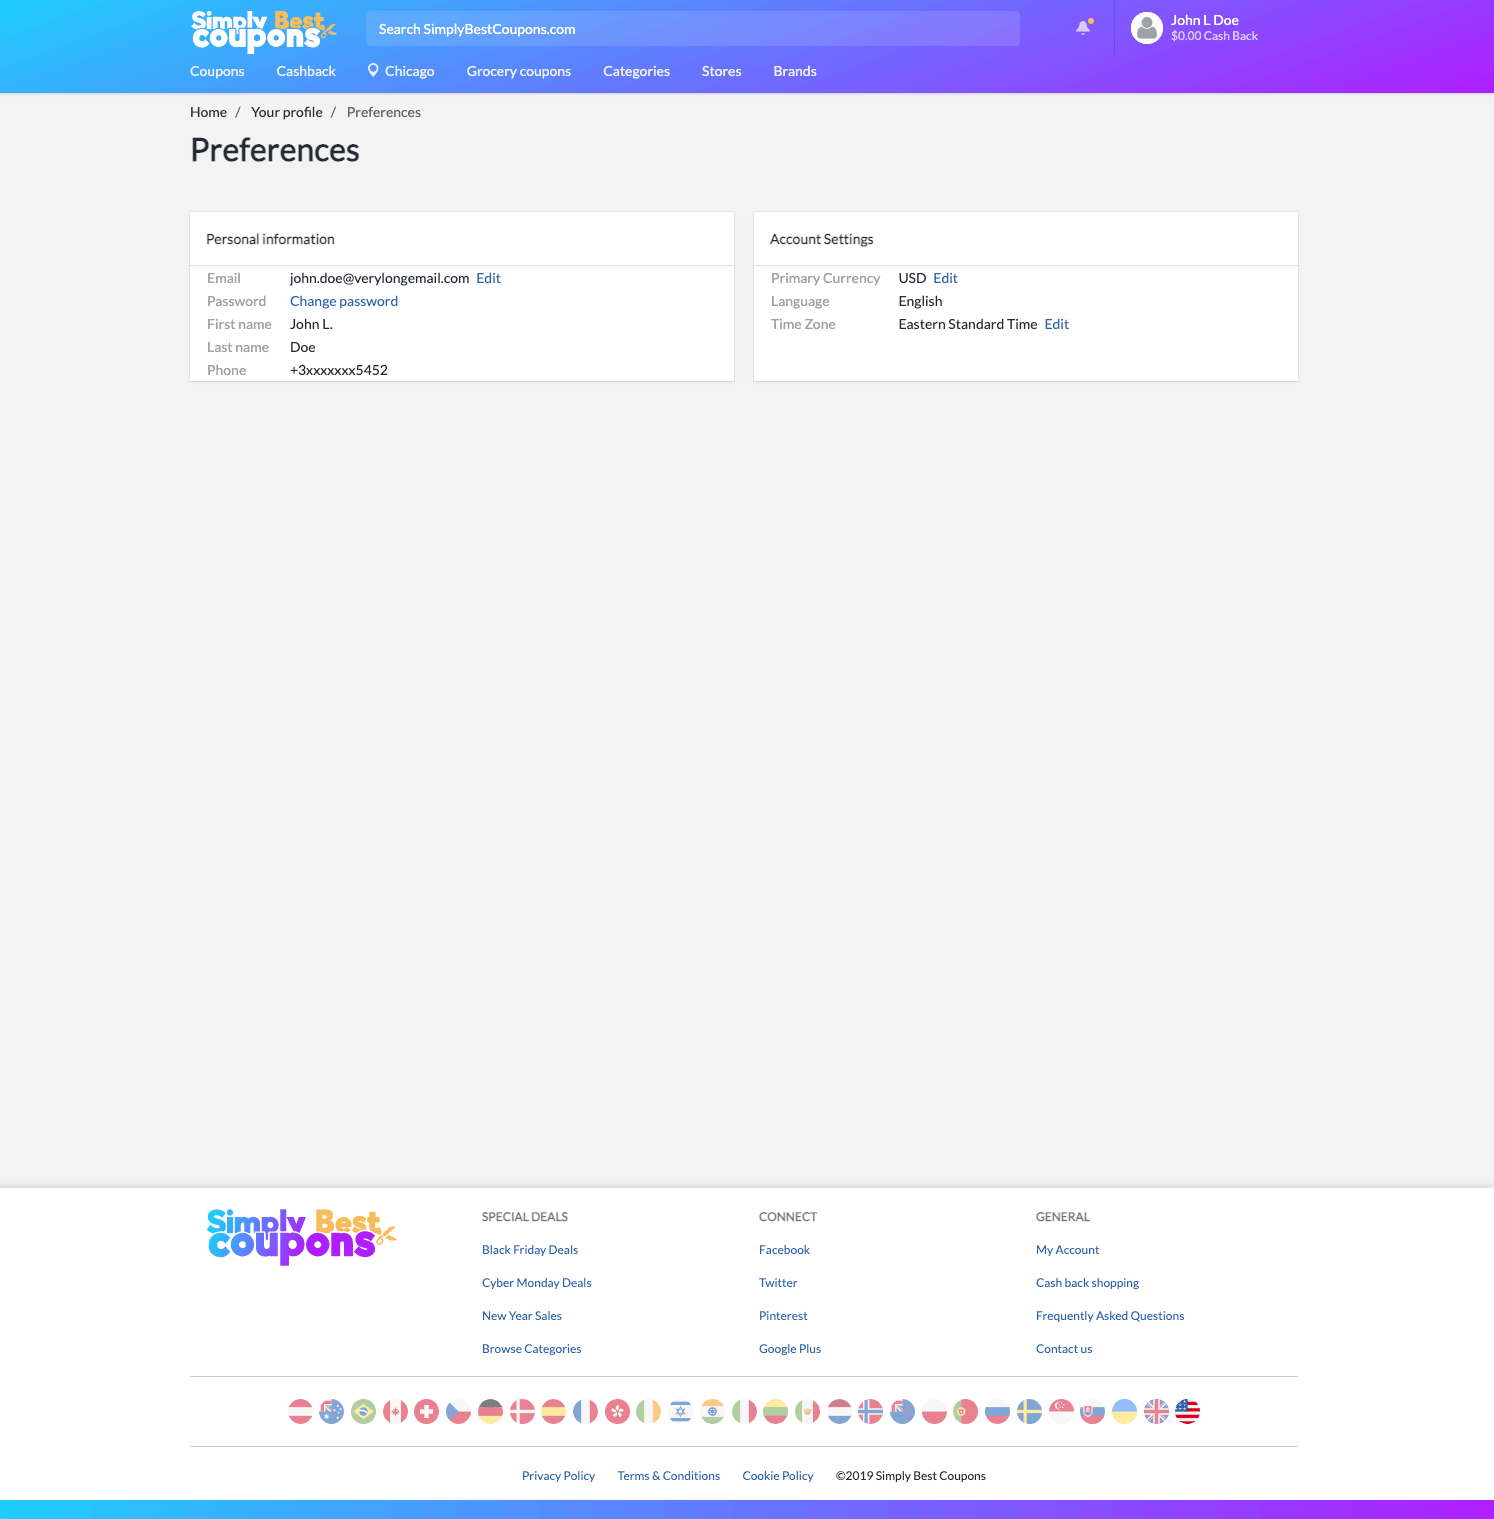 Simply Best
coupons
Search SimplyBestCoupons.com
John L Doe
$0.00 Cash Back
Coupons
Cashback
Chicago
Grocery coupons
Categories
Stores
Brands
Home / Your profile / Preferences
Preferences
Personal information
Email john.doe@verylongemail.com Edit
Password Change password
First name John L.
Last name Doe
Phone +3xxxxxxx5452
Account Settings
Primary Currency USD Edit
Language English
Time Zone Eastern Standard Time Edit
Simply Best
coupons
SPECIAL DEALS
Black Friday Deals
Cyber Monday Deals
New Year Sales
Browse Categories
CONNECT
Facebook
Twitter
Pinterest
Google Plus
GENERAL
My Account
Cash back shopping
Frequently Asked Questions
Contact us
Privacy Policy Terms & Conditions Cookie Policy ©2019 Simply Best Coupons